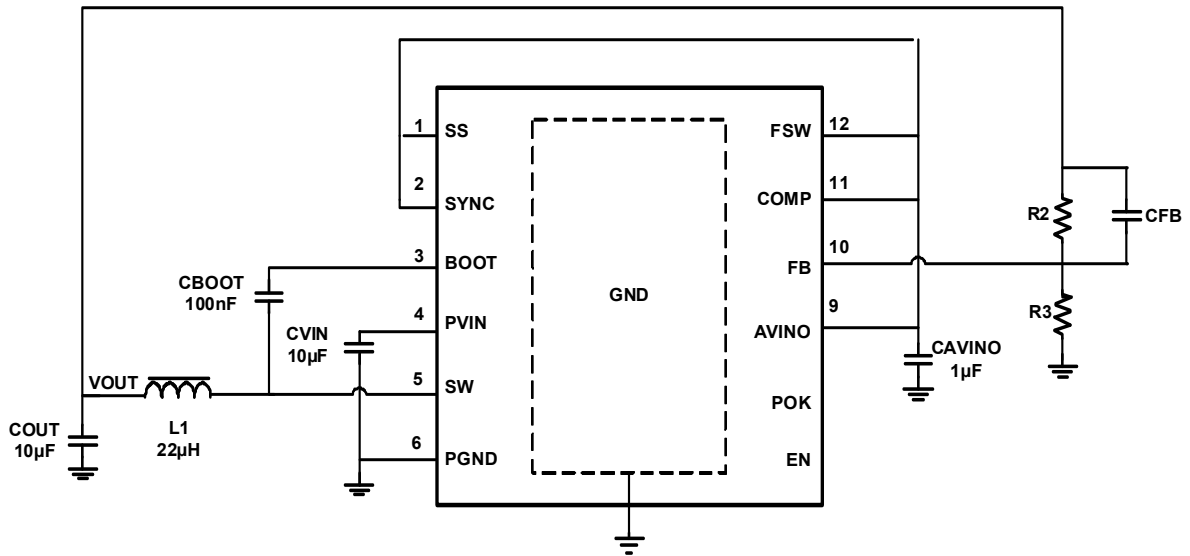 1
SS
FSW
12
2
SYNC
COMP
11
R2
CFB
3
BOOT
FB
10
CBOOT
100nF
GND
4
PVIN
AVINO
9
R3
CVIN
10µF
CAVINO
1µF
VOUT
5
SW
POK
L1
22µH
COUT
10µF
6
PGND
EN